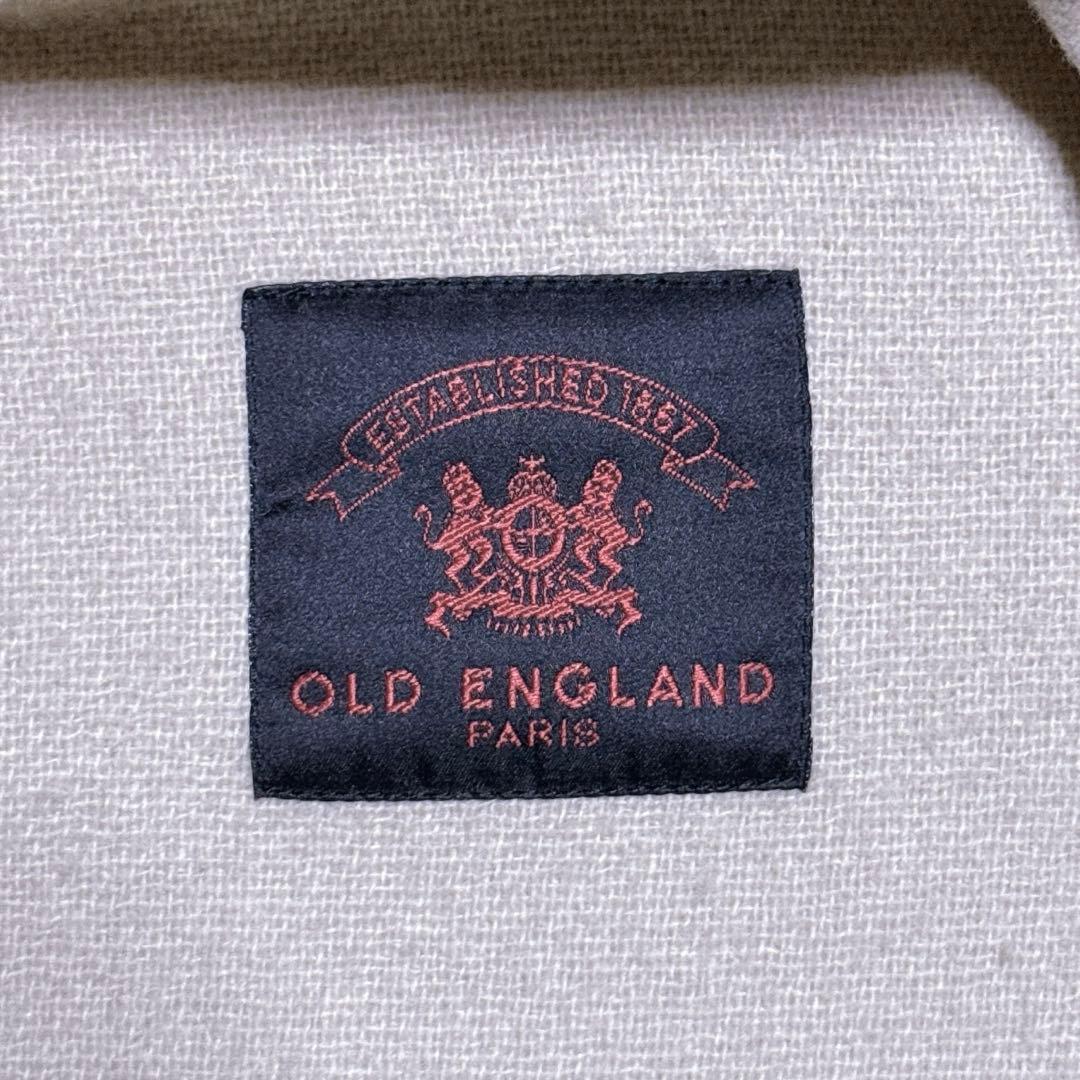 ESTABLISHED 1867
OLD ENGLAND
PARIS